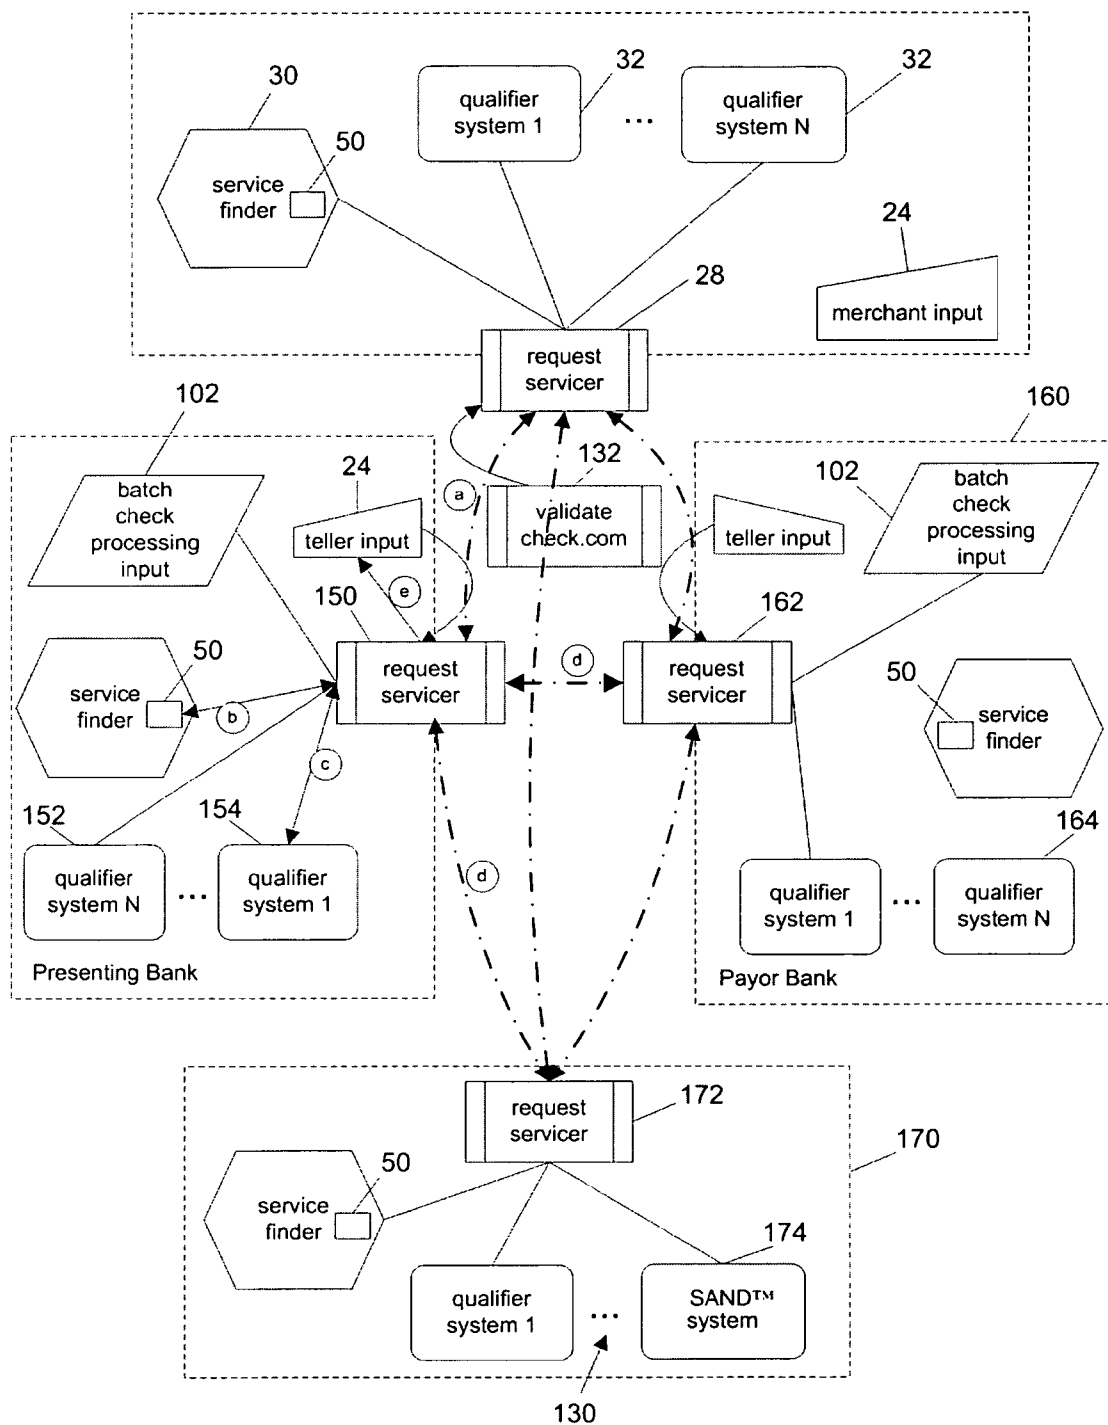 30
32
32
qualifier
system 1
...
qualifier
system N
50
service
finder
24
merchant input
28
request
servicer
102
160
132
24
102
batch
check
processing
input
a
validate
check.com
teller input
teller input
batch
check
processing
input
e
150
162
50
request
servicer
d
request
servicer
50
service
finder
b
service
finder
c
152
154
164
qualifier
system N
...
qualifier
system 1
d
qualifier
system 1
...
qualifier
system N
Presenting Bank
Payor Bank
request
servicer
172
170
50
service
finder
174
qualifier
system 1
...
SAND™
system
130